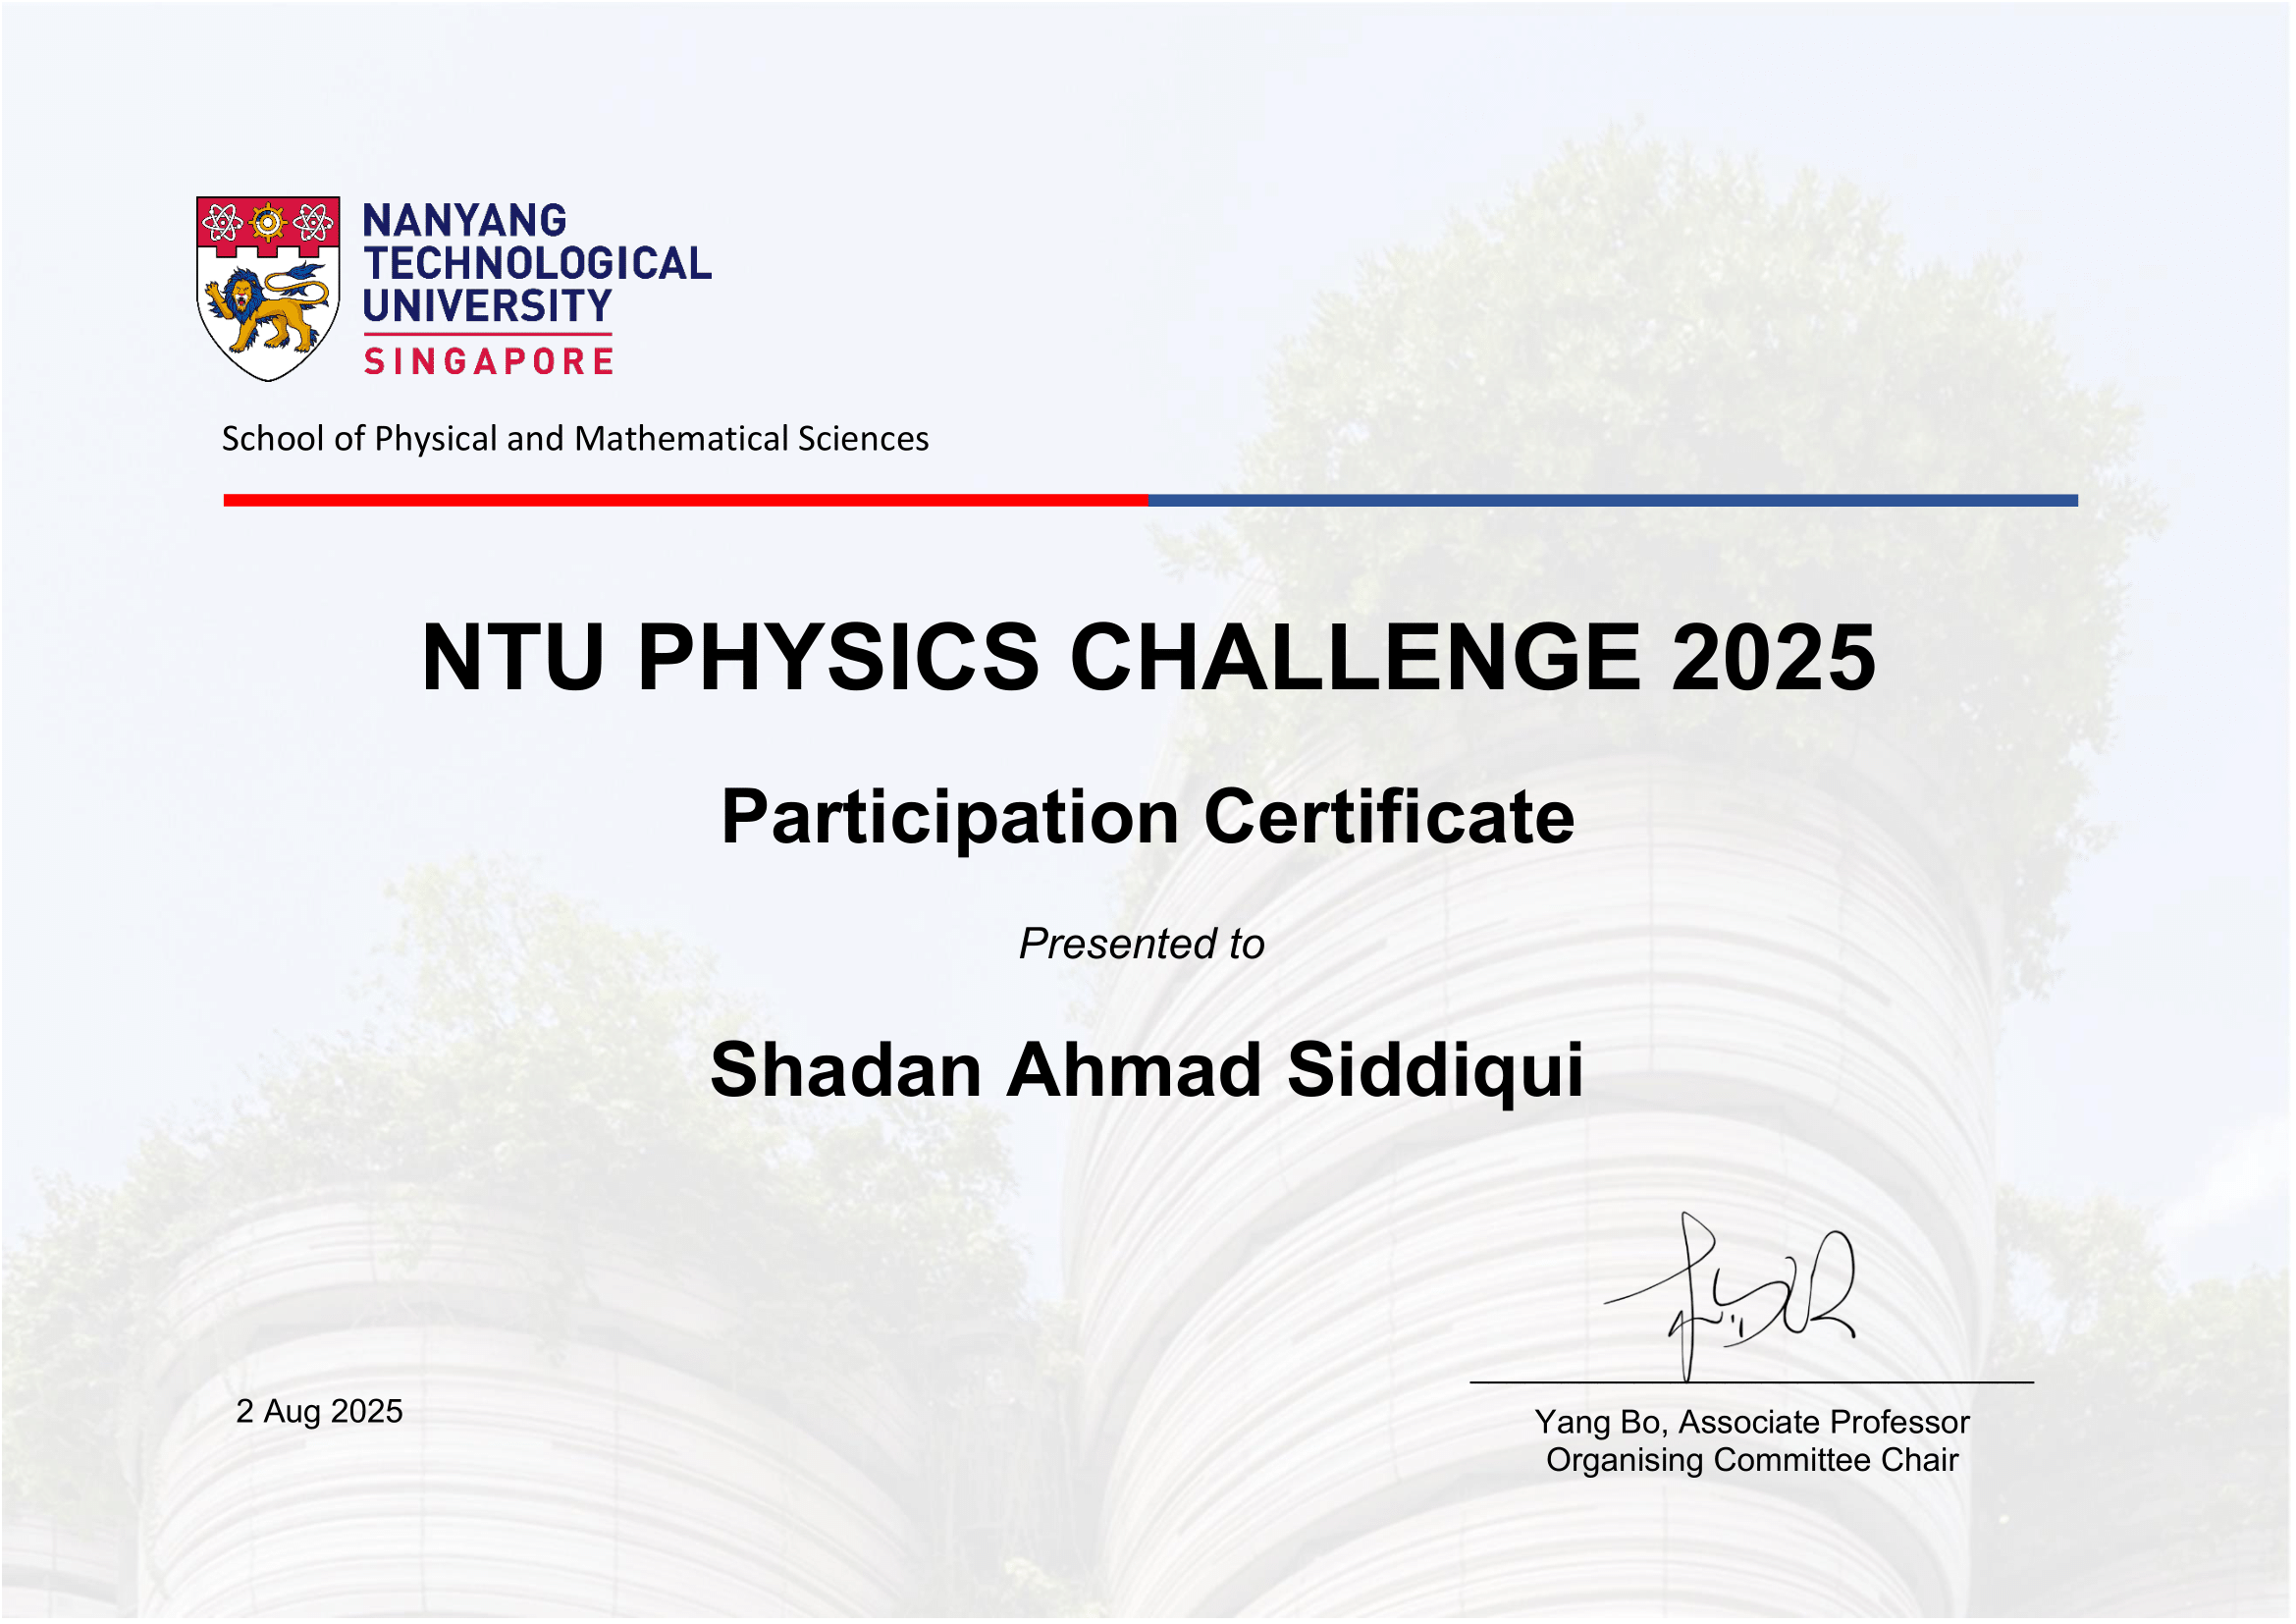 NANYANG
TECHNOLOGICAL
UNIVERSITY
SINGAPORE
School of Physical and Mathematical Sciences
NTU PHYSICS CHALLENGE 2025
Participation Certificate
Presented to
Shadan Ahmad Siddiqui
2 Aug 2025
Yang Bo, Associate Professor
Organising Committee Chair